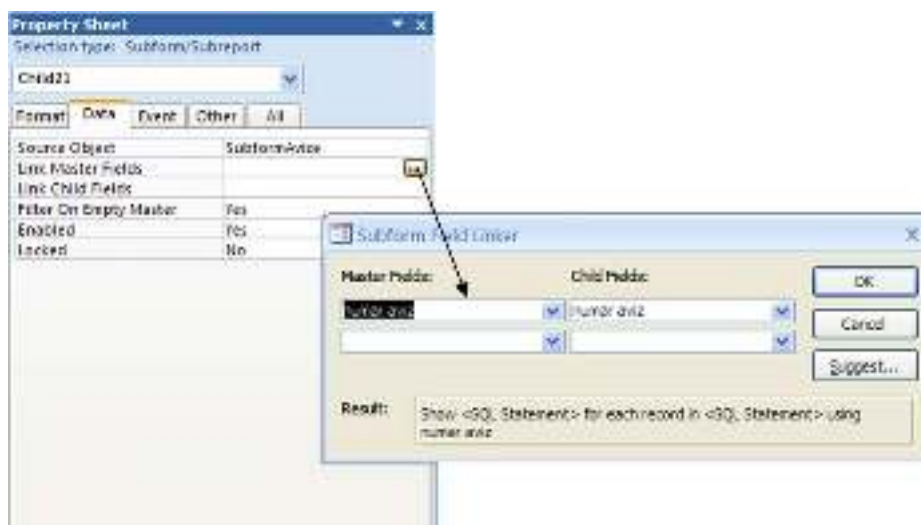 Property Sheet
Selection type: Subform/Subreport
Child21
Format Data Event Other All
Source Object SubformAvize
Link Master Fields
Link Child Fields
Filter On Empty Master Yes
Enabled Yes
Locked No
Subform Field Linker
Master Fields: Child Fields:
numar aviz numar aviz
OK
Cancel
Suggest...
Result: Show <SQL Statement> for each record in <SQL Statement> using
numar aviz